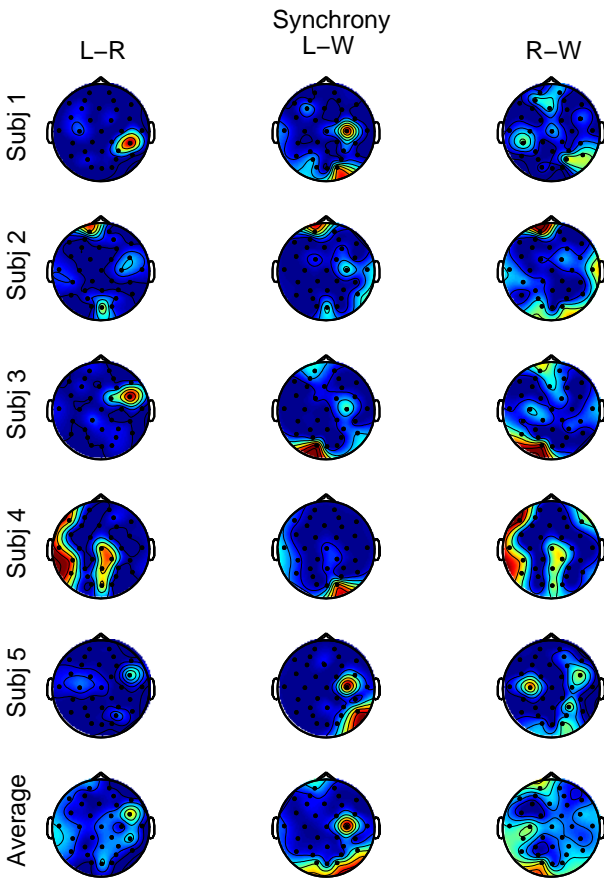 Synchrony
L−R
L−W
R−W
Subj 1
Subj 2
Subj 3
Subj 4
Subj 5
Average